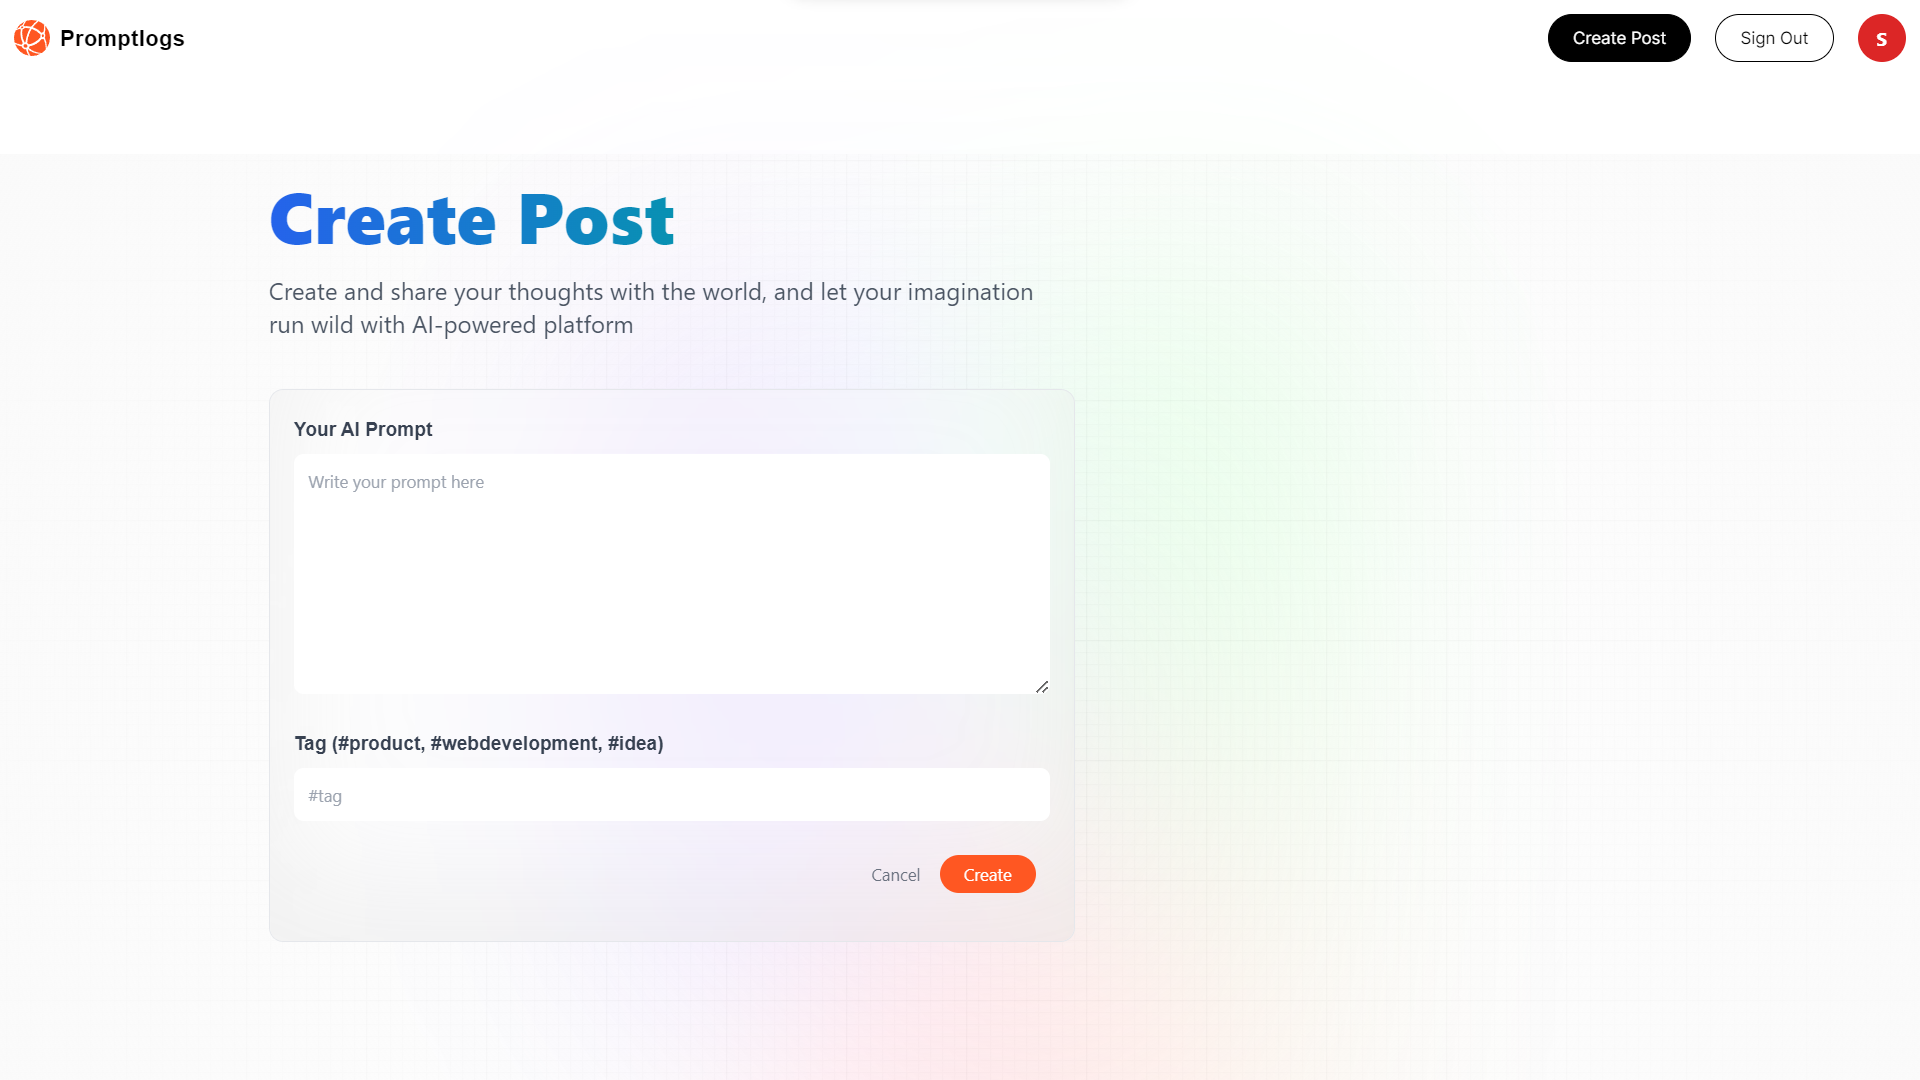 Promptlogs
Create Post
Sign Out
S
Create Post
Create and share your thoughts with the world, and let your imagination
run wild with AI-powered platform
Your AI Prompt
Write your prompt here
Tag (#product, #webdevelopment, #idea)
#tag
Cancel
Create